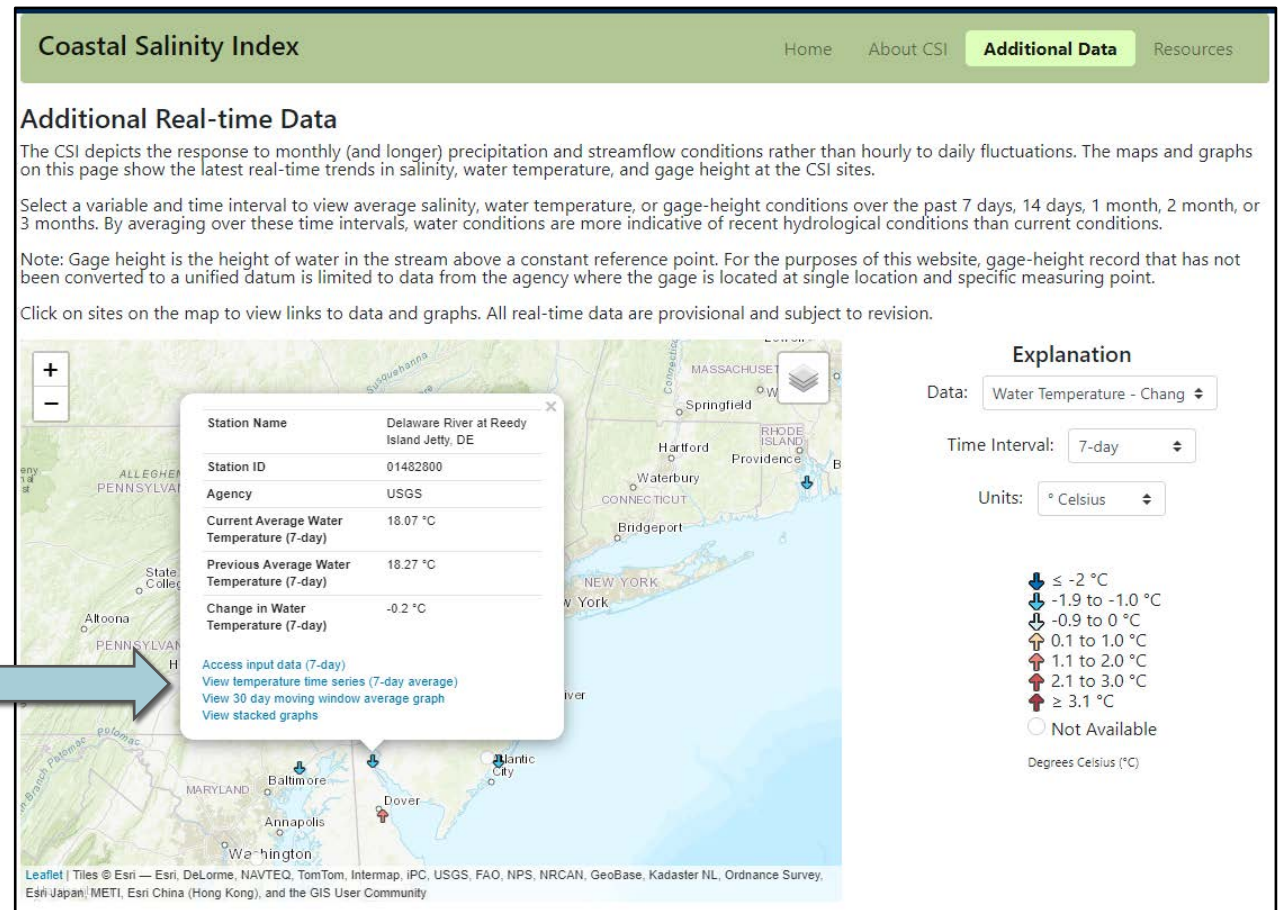 Coastal Salinity Index
Home About CSI Additional Data Resources
Additional Real-time Data
The CSI depicts the response to monthly (and longer) precipitation and streamflow conditions rather than hourly to daily fluctuations. The maps and graphs
on this page show the latest real-time trends in salinity, water temperature, and gage height at the CSI sites.
Select a variable and time interval to view average salinity, water temperature, or gage-height conditions over the past 7 days, 14 days, 1 month, 2 month, or
3 months. By averaging over these time intervals, water conditions are more indicative of recent hydrological conditions than current conditions.
Note: Gage height is the height of water in the stream above a constant reference point. For the purposes of this website, gage-height record that has not
been converted to a unified datum is limited to data from the agency where the gage is located at single location and specific measuring point.
Click on sites on the map to view links to data and graphs. All real-time data are provisional and subject to revision.
+
−
Susquehanna
Connectic
MASSACHUSET
Springfield
RHODE
ISLAND
Hartford
Providence
Waterbury
CONNECTICUT
Bridgeport
NEW YORK
w York
ALLEGHEN
PENNSYLVAN
State
Colleg
Altoona
PENNSYLVAN
H
iver
Potomac
Atlantic
City
Baltimore
MARYLAND
Dover
Annapolis
Washington
×
Station Name Delaware River at Reedy
Island Jetty, DE
Station ID 01482800
Agency USGS
Current Average Water 18.07 °C
Temperature (7-day)
Previous Average Water 18.27 °C
Temperature (7-day)
Change in Water -0.2 °C
Temperature (7-day)
Access input data (7-day)
View temperature time series (7-day average)
View 30 day moving window average graph
View stacked graphs
Leaflet | Tiles © Esri — Esri, DeLorme, NAVTEQ, TomTom, Intermap, iPC, USGS, FAO, NPS, NRCAN, GeoBase, Kadaster NL, Ordnance Survey,
Esri Japan, METI, Esri China (Hong Kong), and the GIS User Community
Explanation
Data: Water Temperature - Chang
Time Interval: 7-day
Units: ° Celsius
≤ -2 °C
-1.9 to -1.0 °C
-0.9 to 0 °C
0.1 to 1.0 °C
1.1 to 2.0 °C
2.1 to 3.0 °C
≥ 3.1 °C
Not Available
Degrees Celsius (°C)